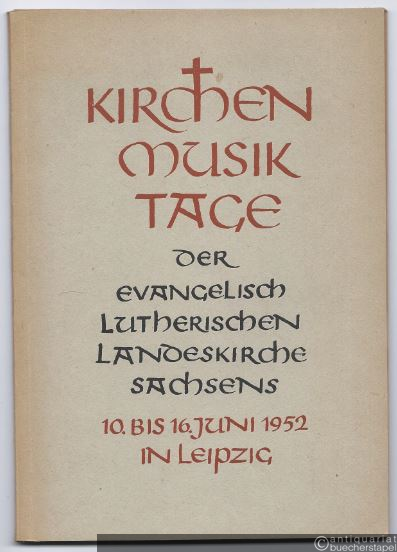 KIRCHEN
MUSIK
TAGE
DER
EVANGELISCH
LUTHERISCHEN
LANDESKIRCHE
SACHSENS
10. BIS 16. JUNI 1952
IN LEIPZIG
antiquariat
buecherstapel